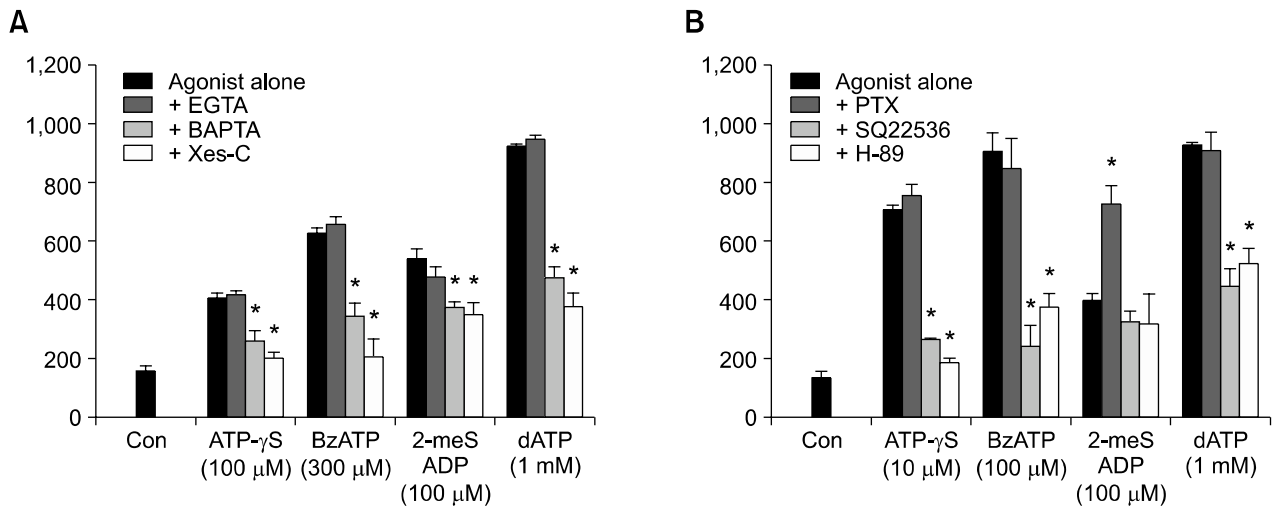 A
1,200
1,000
800
600
400
200
0
Agonist alone
+ EGTA
+ BAPTA
+ Xes-C
* * * * * * * *
Con
ATP-γS
(100 μM)
BzATP
(300 μM)
2-meS
ADP
(100 μM)
dATP
(1 mM)
B
1,200
1,000
800
600
400
200
0
Agonist alone
+ PTX
+ SQ22536
+ H-89
* * * * * * *
Con
ATP-γS
(10 μM)
BzATP
(100 μM)
2-meS
ADP
(100 μM)
dATP
(1 mM)